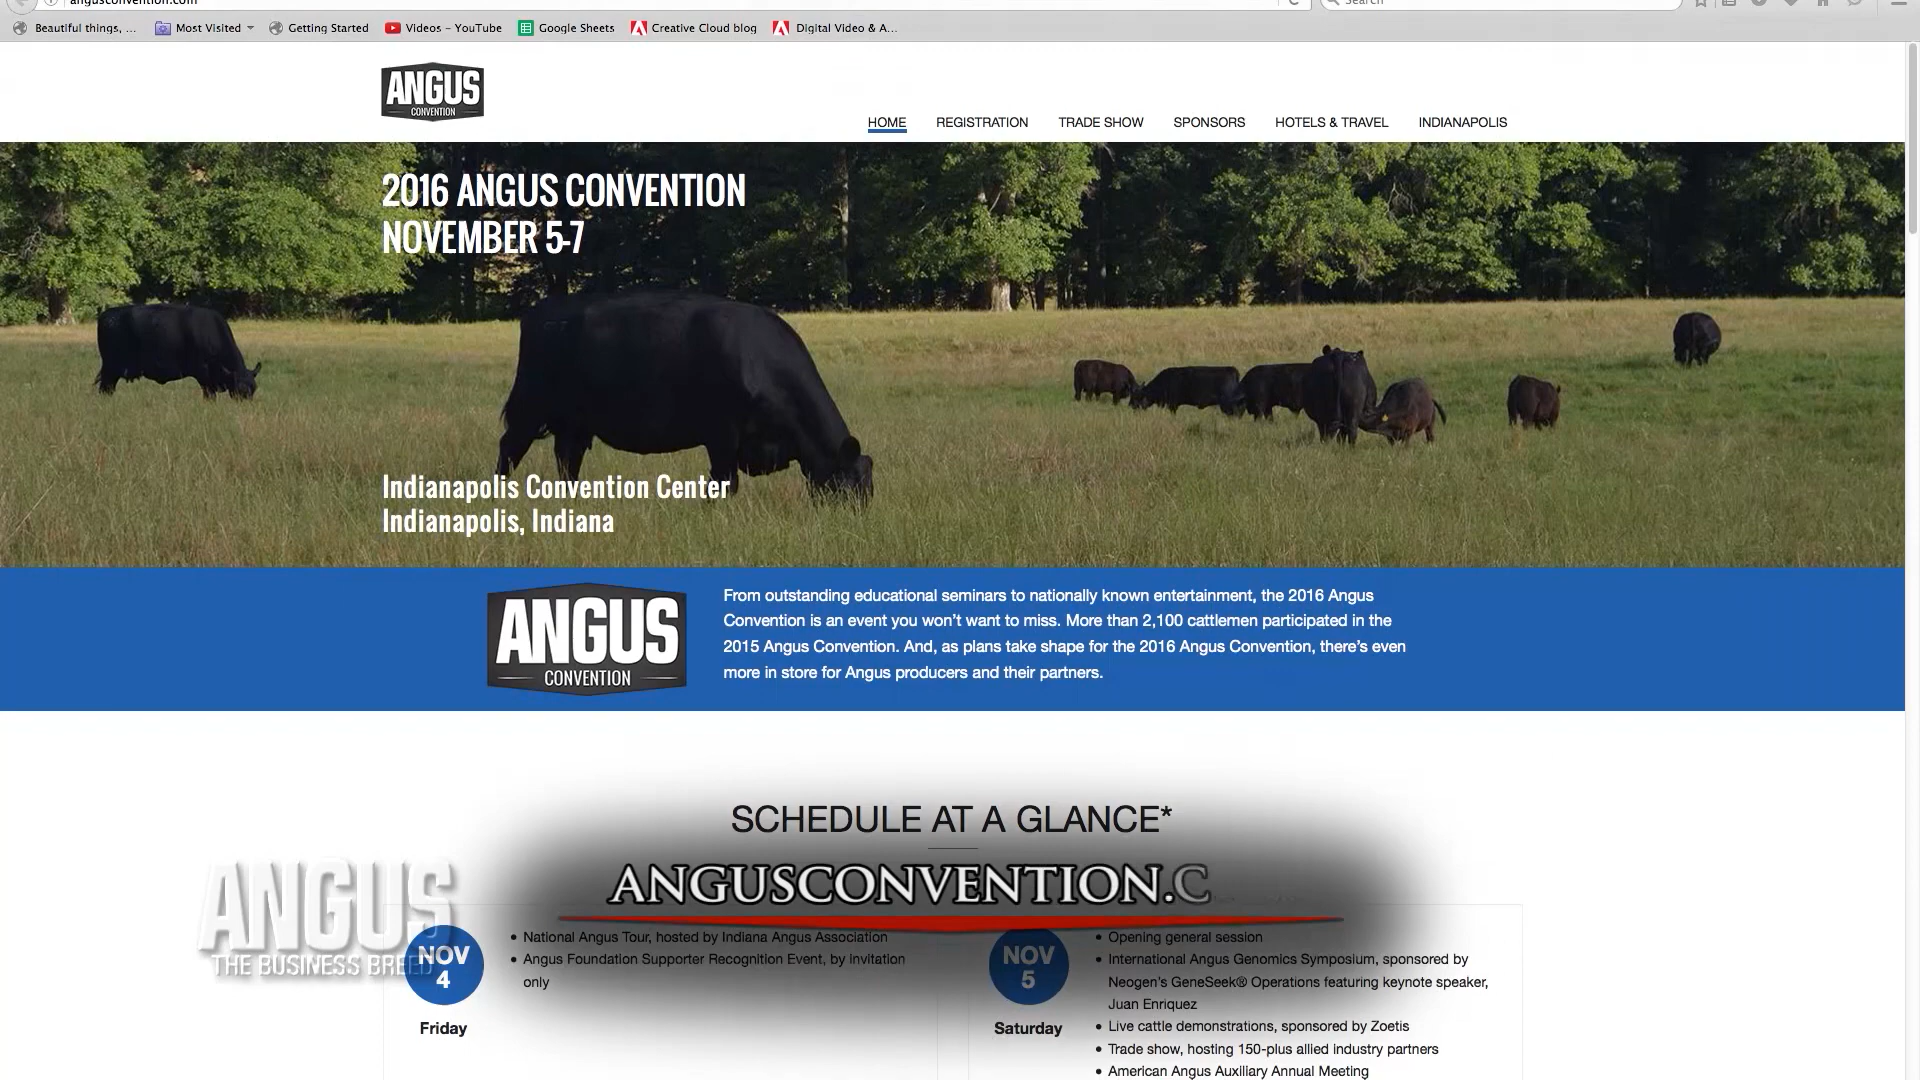 angusconvention.com
Search
Beautiful things, ...
Most Visited
Getting Started
Videos - YouTube
Google Sheets
Creative Cloud blog
Digital Video & A...
ANGUS
CONVENTION
HOME
REGISTRATION
TRADE SHOW
SPONSORS
HOTELS & TRAVEL
INDIANAPOLIS
2016 ANGUS CONVENTION
NOVEMBER 5-7
Indianapolis Convention Center
Indianapolis, Indiana
ANGUS
CONVENTION
From outstanding educational seminars to nationally known entertainment, the 2016 Angus
Convention is an event you won't want to miss. More than 2,100 cattlemen participated in the
2015 Angus Convention. And, as plans take shape for the 2016 Angus Convention, there's even
more in store for Angus producers and their partners.
SCHEDULE AT A GLANCE*
ANGUSCONVENTION.C
ANGUS
THE BUSINESS BREED
NOV
4
Friday
• National Angus Tour, hosted by Indiana Angus Association
• Angus Foundation Supporter Recognition Event, by invitation
only
NOV
5
Saturday
• Opening general session
• International Angus Genomics Symposium, sponsored by
Neogen's GeneSeek® Operations featuring keynote speaker,
Juan Enriquez
• Live cattle demonstrations, sponsored by Zoetis
• Trade show, hosting 150-plus allied industry partners
• American Angus Auxiliary Annual Meeting